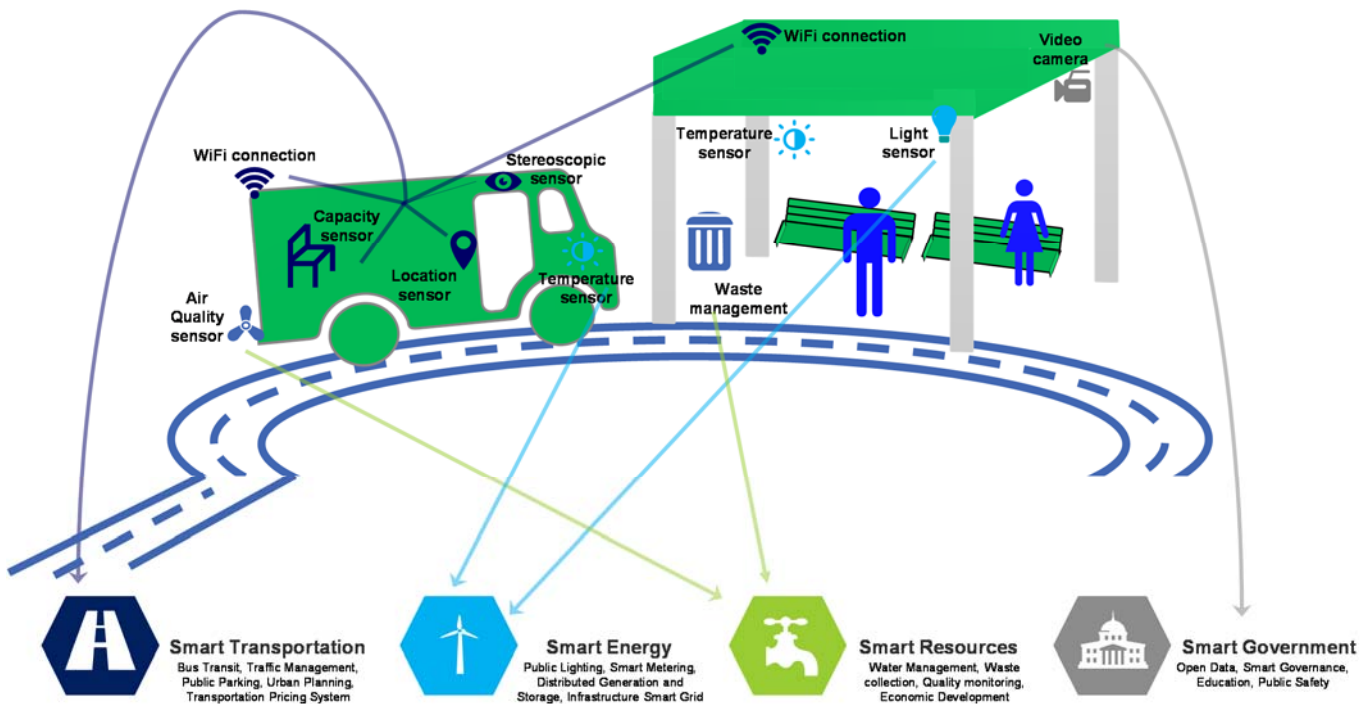 WiFi connection
Video
camera
Temperature
sensor
Light
sensor
WiFi connection
Stereoscopic
sensor
Capacity
sensor
Location
sensor
Temperature
sensor
Air
Quality
sensor
Waste
management
Smart Transportation
Bus Transit, Traffic Management,
Public Parking, Urban Planning,
Transportation Pricing System
Smart Energy
Public Lighting, Smart Metering,
Distributed Generation and
Storage, Infrastructure Smart Grid
Smart Resources
Water Management, Waste
collection, Quality monitoring,
Economic Development
Smart Government
Open Data, Smart Governance,
Education, Public Safety